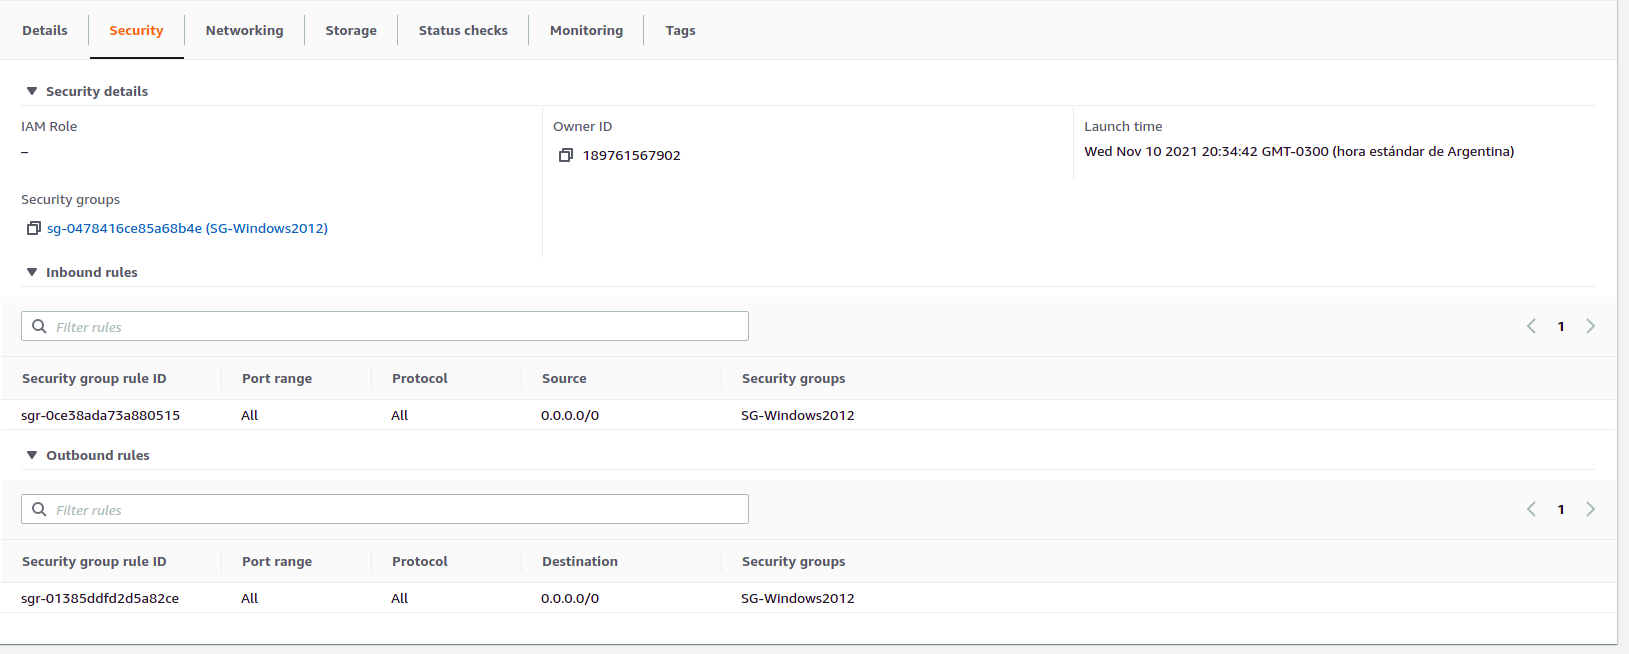 Details Security Networking Storage Status checks Monitoring Tags
Security details
IAM Role Owner ID Launch time
– 189761567902 Wed Nov 10 2021 20:34:42 GMT-0300 (hora estándar de Argentina)
Security groups
sg-0478416ce85a68b4e (SG-Windows2012)
Inbound rules
Filter rules 1
Security group rule ID Port range Protocol Source Security groups
sgr-0ce38ada73a880515 All All 0.0.0.0/0 SG-Windows2012
Outbound rules
Filter rules 1
Security group rule ID Port range Protocol Destination Security groups
sgr-01385ddfd2d5a82ce All All 0.0.0.0/0 SG-Windows2012